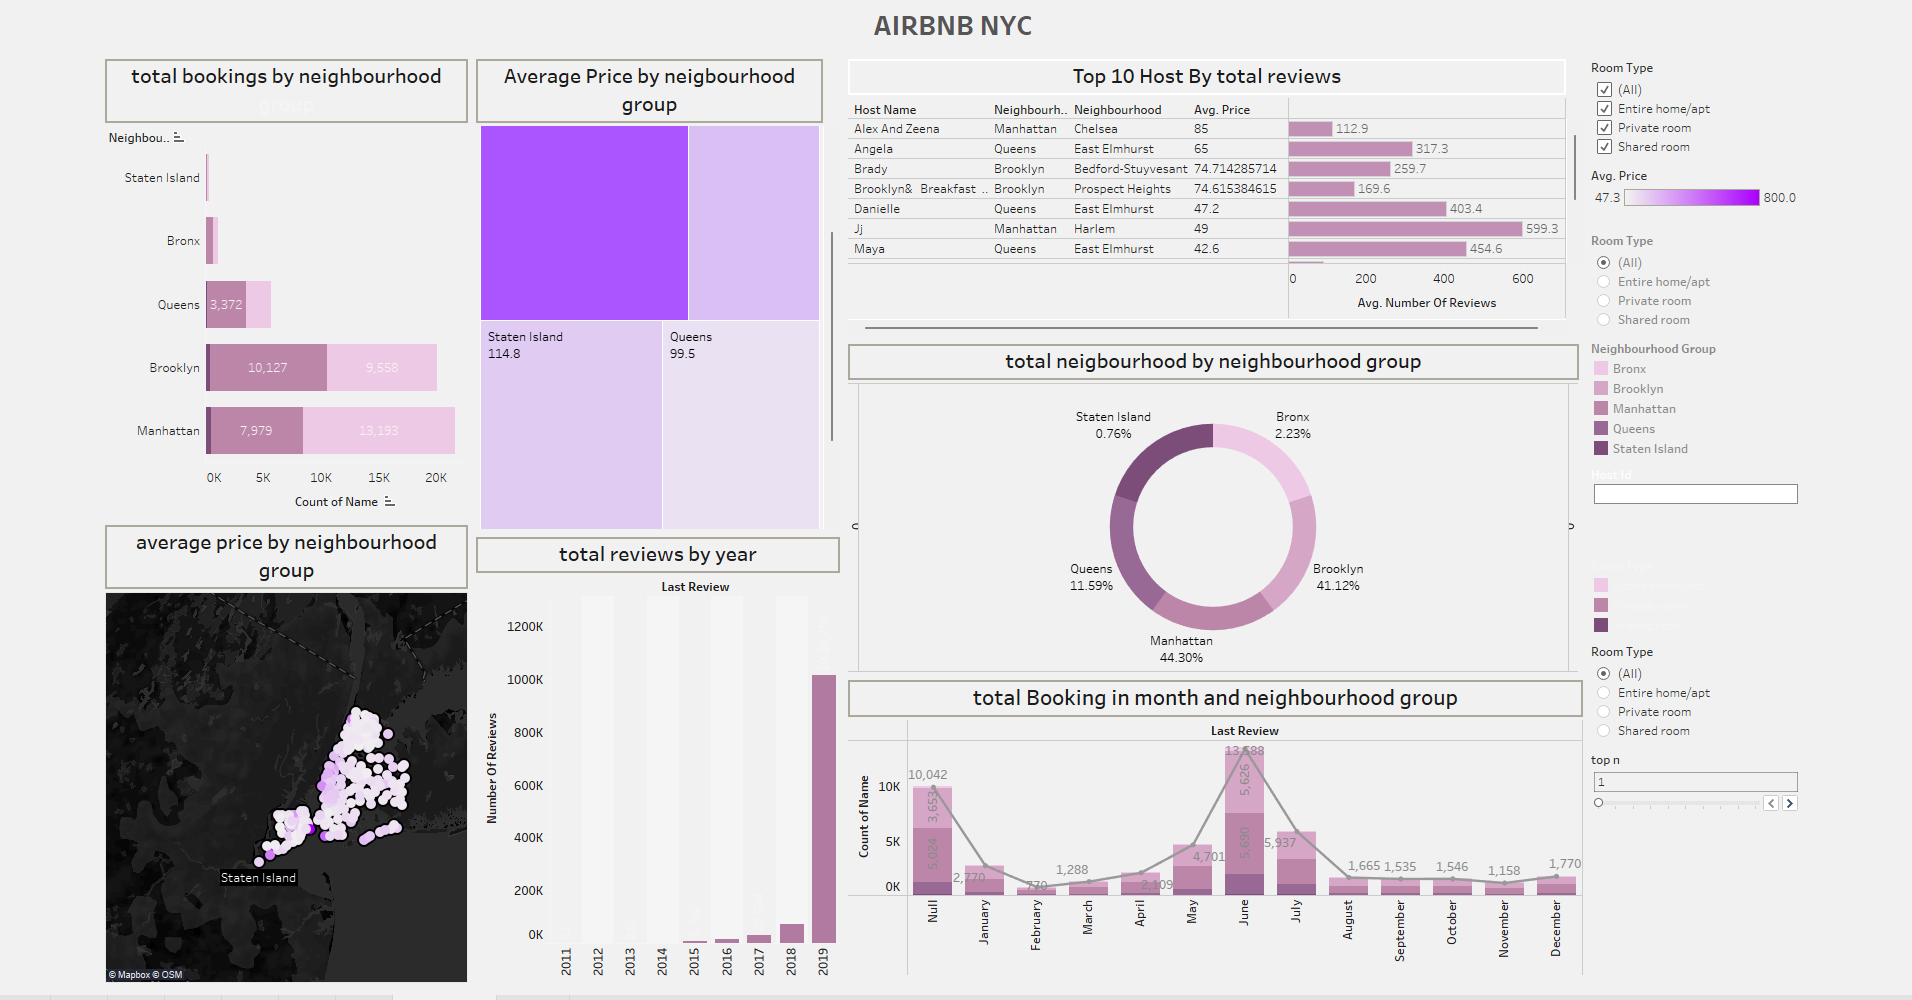 AIRBNB NYC
total bookings by neighbourhood
group
Neighbou..
Staten Island
Bronx
Queens
3,372
Brooklyn
10,127
9,558
Manhattan
7,979
13,193
0K 5K 10K 15K 20K
Count of Name
Average Price by neigbourhood
group
Staten Island
114.8
Queens
99.5
Top 10 Host By total reviews
Host Name Neighbourh.. Neighbourhood Avg. Price
Alex And Zeena Manhattan Chelsea 85 112.9
Angela Queens East Elmhurst 65 317.3
Brady Brooklyn Bedford-Stuyvesant 74.714285714 259.7
Brooklyn& Breakfast .. Brooklyn Prospect Heights 74.615384615 169.6
Danielle Queens East Elmhurst 47.2 403.4
Jj Manhattan Harlem 49 599.3
Maya Queens East Elmhurst 42.6 454.6
0 200 400 600
Avg. Number Of Reviews
total neigbourhood by neighbourhood group
Staten Island
0.76%
Bronx
2.23%
Queens
11.59%
Brooklyn
41.12%
Manhattan
44.30%
average price by neighbourhood
group
Staten Island
© Mapbox © OSM
total reviews by year
Last Review
Number Of Reviews
1200K
1000K
800K
600K
400K
200K
0K
2011 2012 2013 2014 2015 2016 2017 2018 2019
total Booking in month and neighbourhood group
Last Review
Count of Name
10K
5K
0K
10,042
3,653
5,024
2,770
770
1,288
2,109
4,701
13,588
5,626
5,690
5,937
1,665
1,535
1,546
1,158
1,770
Null January February March April May June July August September October November December
Room Type
(All)
Entire home/apt
Private room
Shared room
Avg. Price
47.3 800.0
Room Type
(All)
Entire home/apt
Private room
Shared room
Neighbourhood Group
Bronx
Brooklyn
Manhattan
Queens
Staten Island
Host Id
Room Type
(All)
Entire home/apt
Private room
Shared room
top n
1